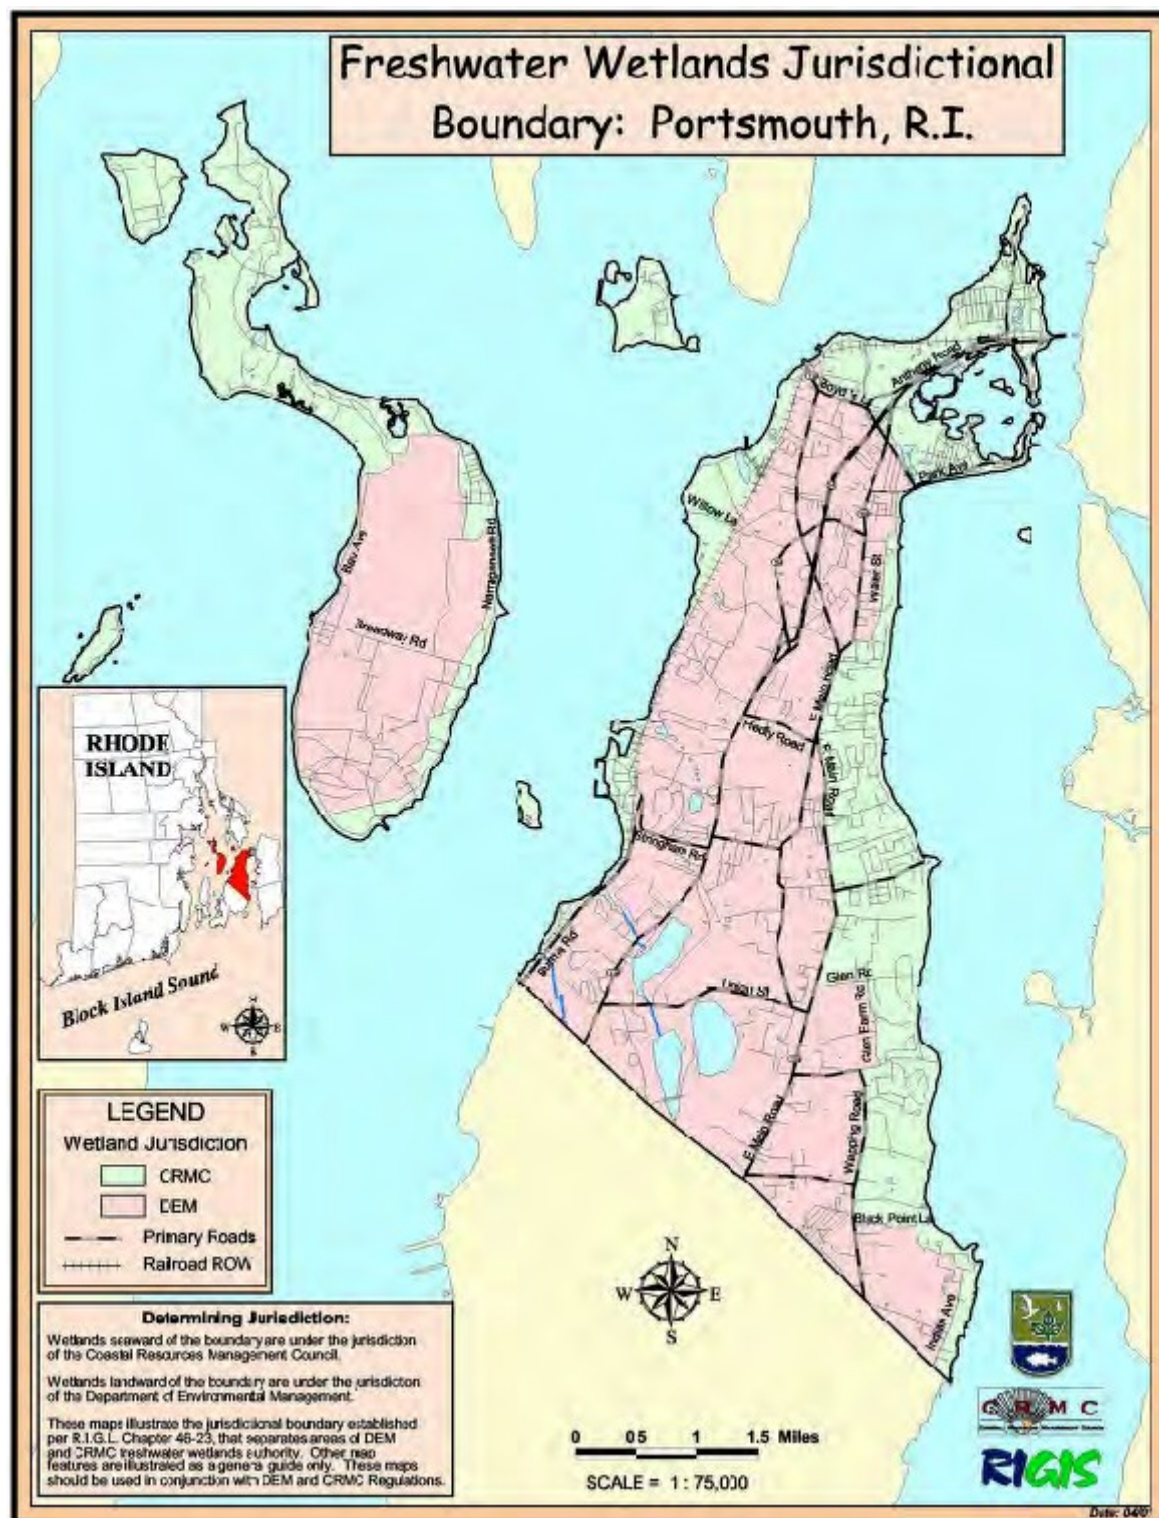 Freshwater Wetlands Jurisdictional
Boundary: Portsmouth, R.I.
Boyd's
Anthony Road
Park Ave
Willow La
Water St
Bay Ave
Narragansett Rd
Broadway Rd
E Main Road
Hedly Road
E Main Road
Stringham Rd
Burma Rd
Union St
Glen Rd
Glen Farm Rd
E Main Road
Wapping Road
Black Point La
Indian Ave
RHODE
ISLAND
Block Island Sound
N
W E
S
LEGEND
Wetland Jurisdiction
CRMC
DEM
Primary Roads
Railroad ROW
Determining Jurisdiction:
Wetlands seaward of the boundary are under the jurisdiction
of the Coastal Resources Management Council.
Wetlands landward of the boundary are under the jurisdiction
of the Department of Environmental Management.
These maps illustrate the jurisdictional boundary established
per R.I.G.L. Chapter 46-23, that separates areas of DEM
and CRMC freshwater wetlands authority. Other map
features are illustrated as a general guide only. These maps
should be used in conjunction with DEM and CRMC Regulations.
N
W E
S
0 0.5 1 1.5 Miles
SCALE = 1 : 75,000
CRMC
RIGIS
Date: